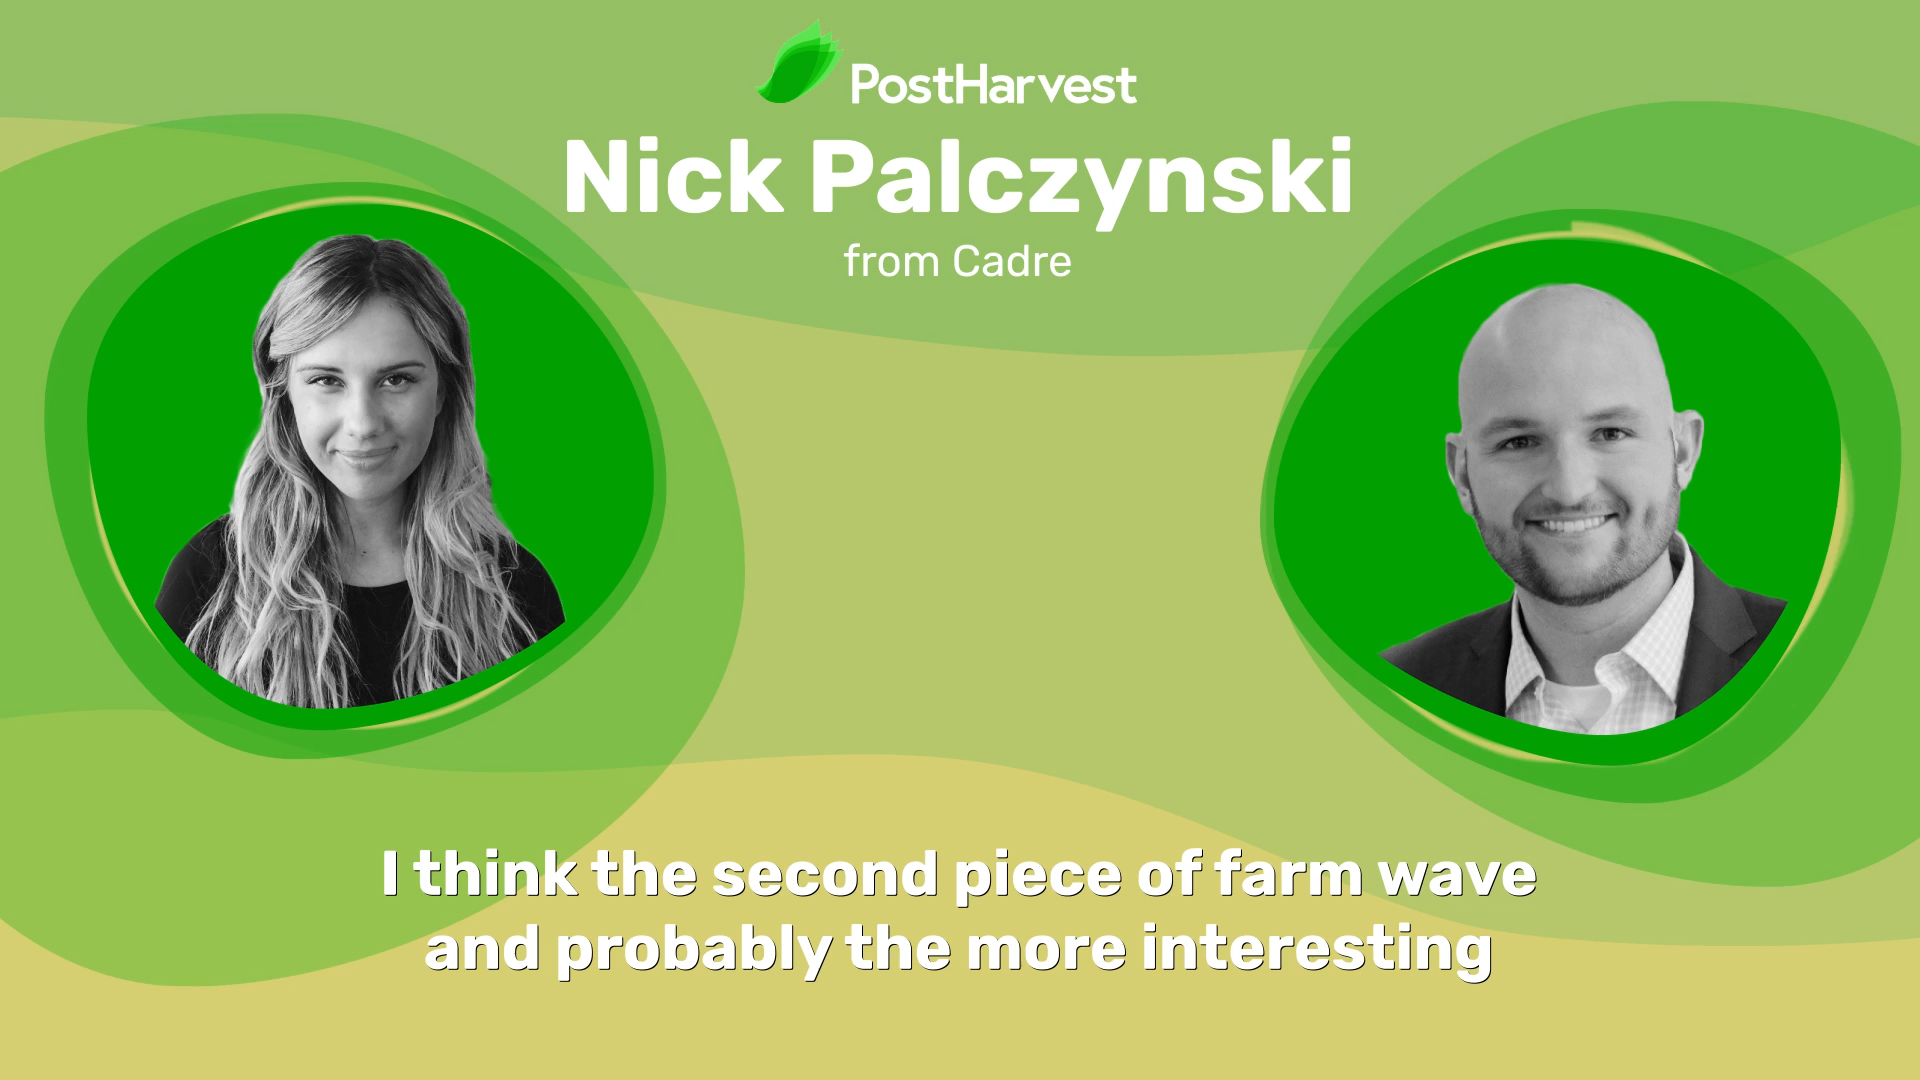 PostHarvest
Nick Palczynski
from Cadre
I think the second piece of farm wave
and probably the more interesting